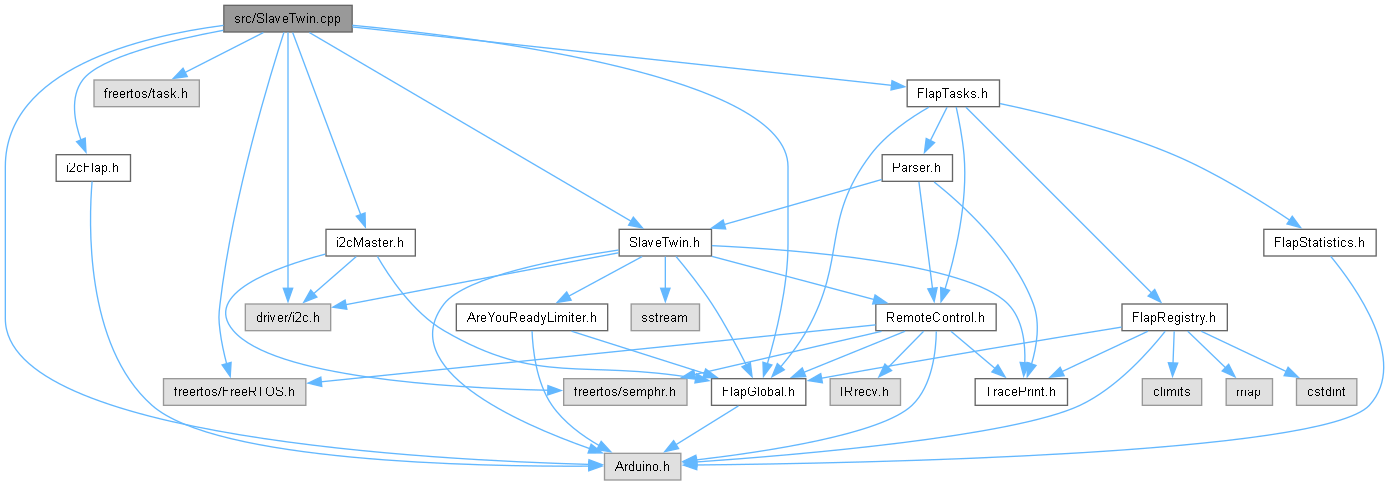 src/SlaveTwin.cpp
freertos/task.h
FlapTasks.h
i2cFlap.h
Parser.h
i2cMaster.h
SlaveTwin.h
FlapStatistics.h
driver/i2c.h
AreYouReadyLimiter.h
sstream
RemoteControl.h
FlapRegistry.h
freertos/FreeRTOS.h
freertos/semphr.h
FlapGlobal.h
IRrecv.h
TracePrint.h
climits
map
cstdint
Arduino.h